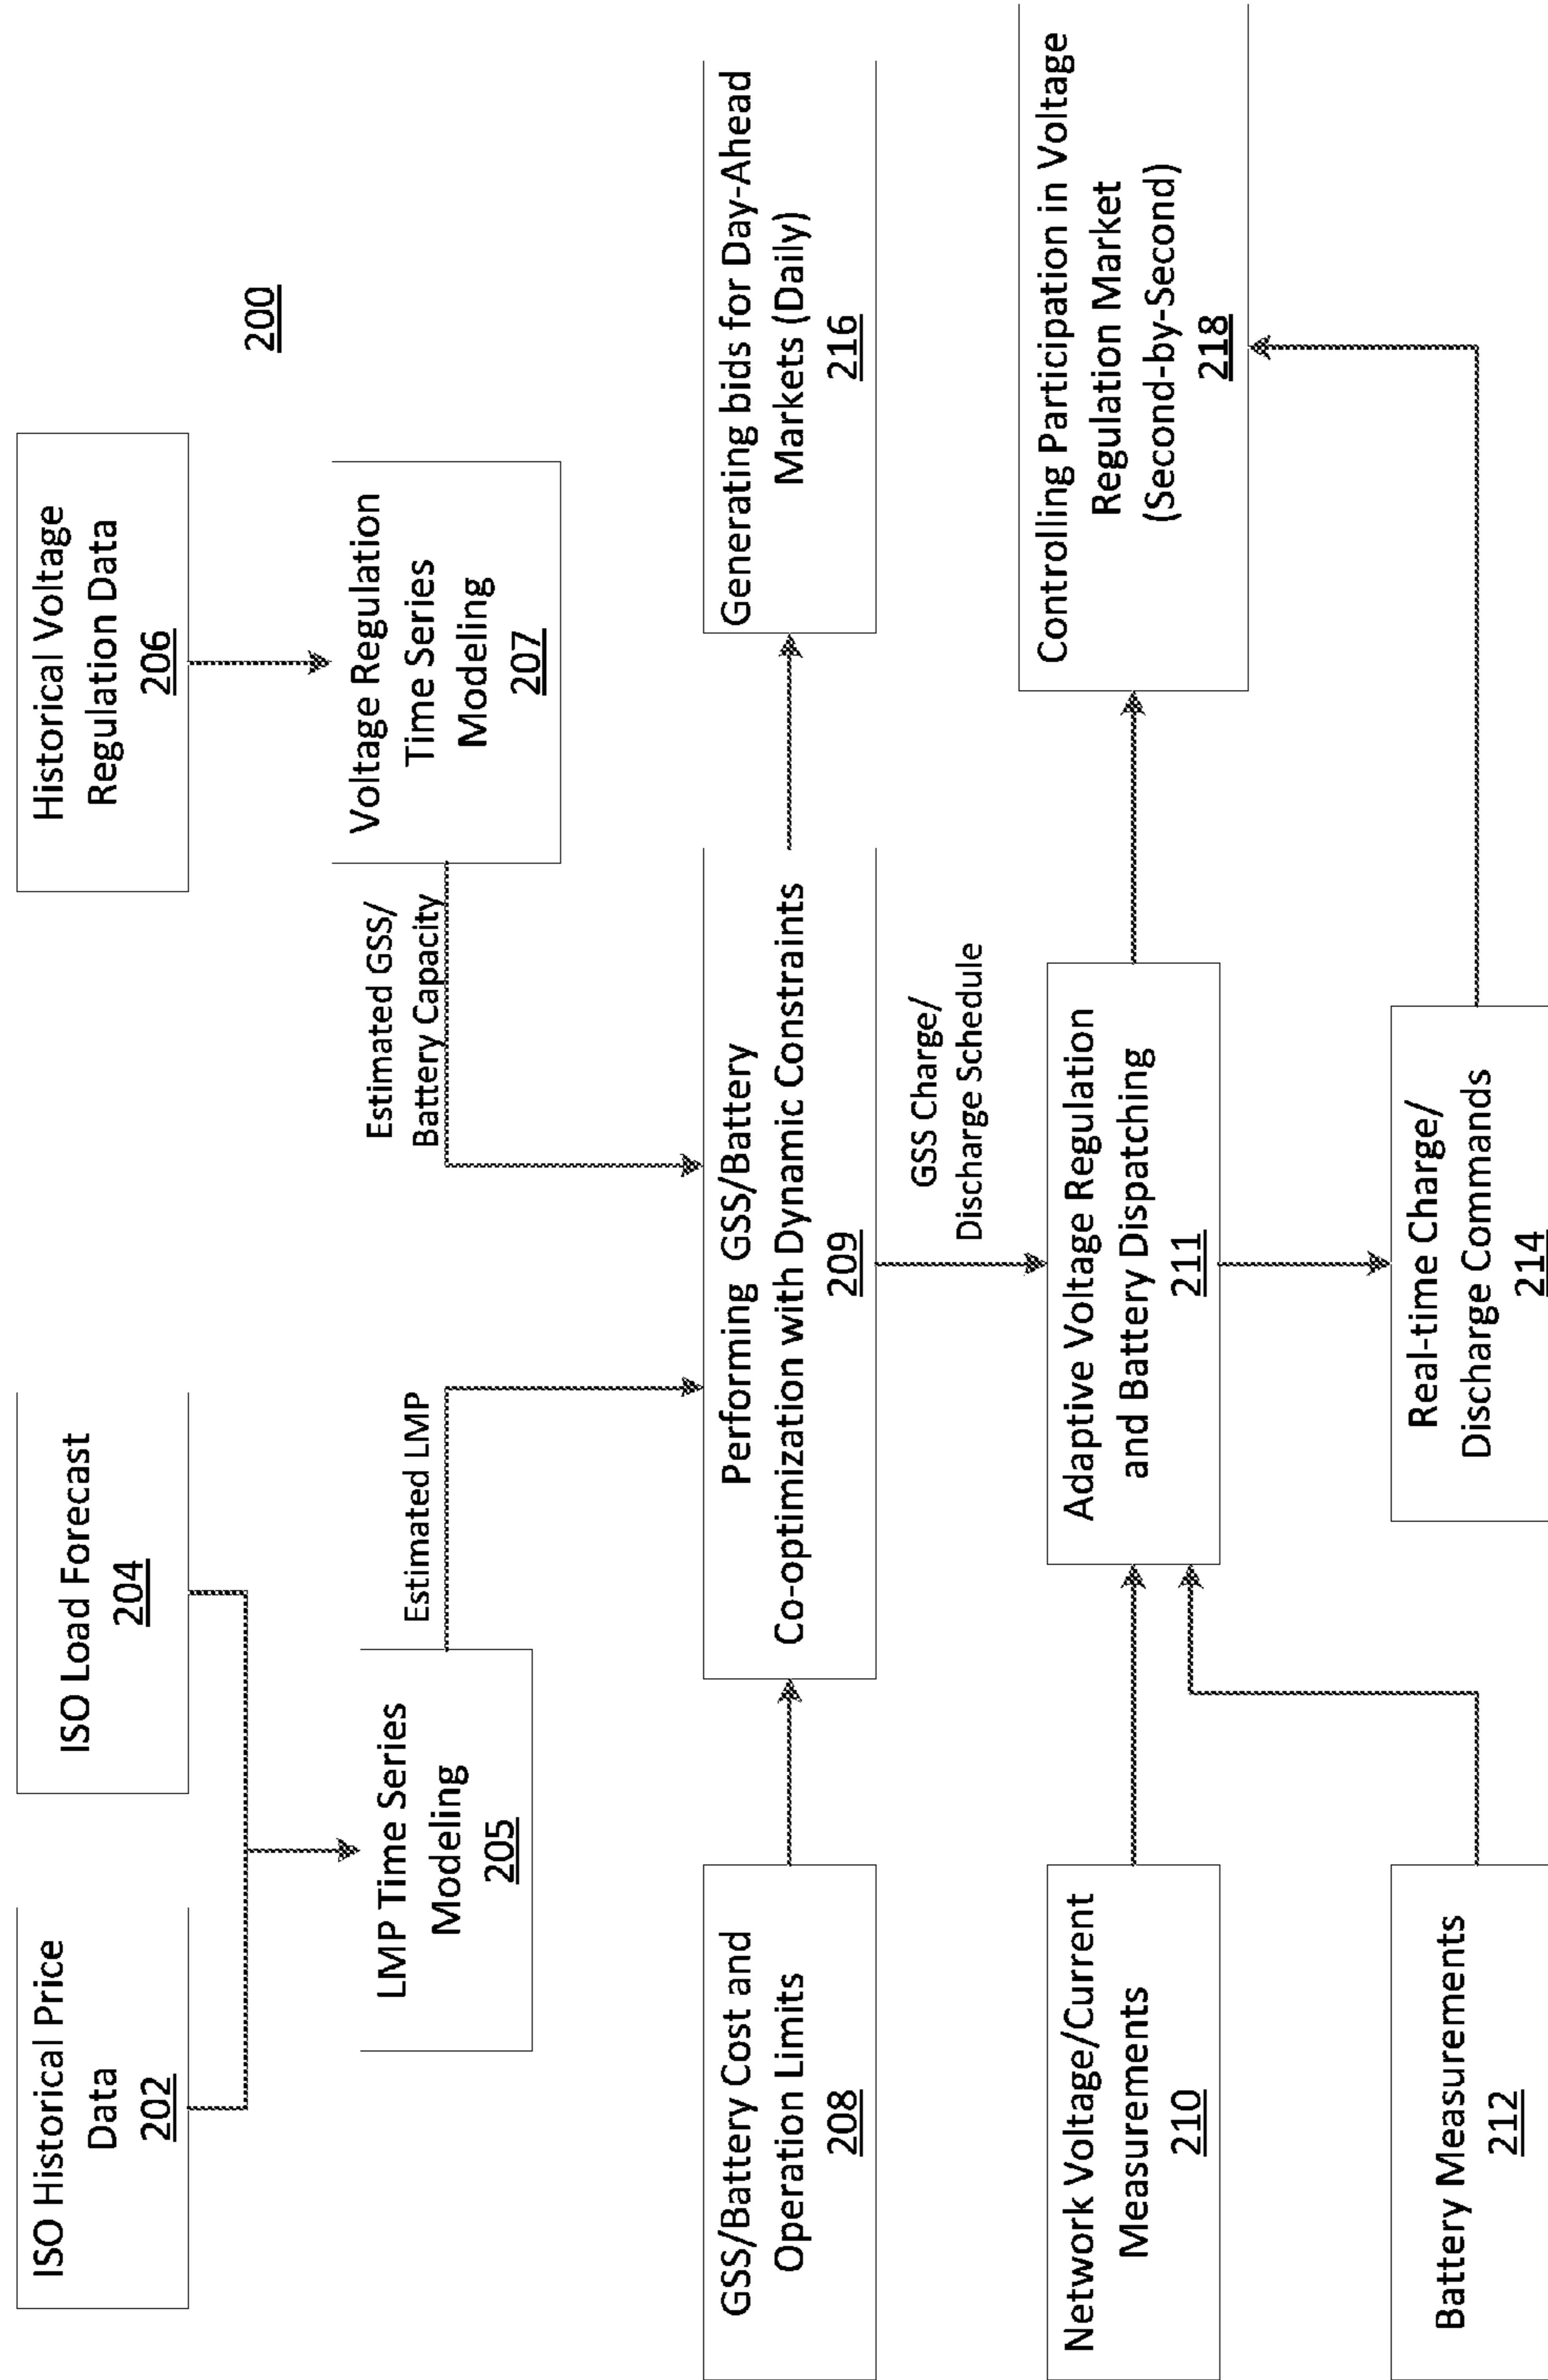 200
ISO Historical Price
Data
202
ISO Load Forecast
204
Historical Voltage
Regulation Data
206
LMP Time Series
Modeling
205
Voltage Regulation
Time Series
Modeling
207
Estimated LMP
Estimated GSS/
Battery Capacity
GSS/Battery Cost and
Operation Limits
208
Performing GSS/Battery
Co-optimization with Dynamic Constraints
209
Generating bids for Day-Ahead
Markets (Daily)
216
GSS Charge/
Discharge Schedule
Network Voltage/Current
Measurements
210
Adaptive Voltage Regulation
and Battery Dispatching
211
Controlling Participation in Voltage
Regulation Market
(Second-by-Second)
218
Battery Measurements
212
Real-time Charge/
Discharge Commands
214